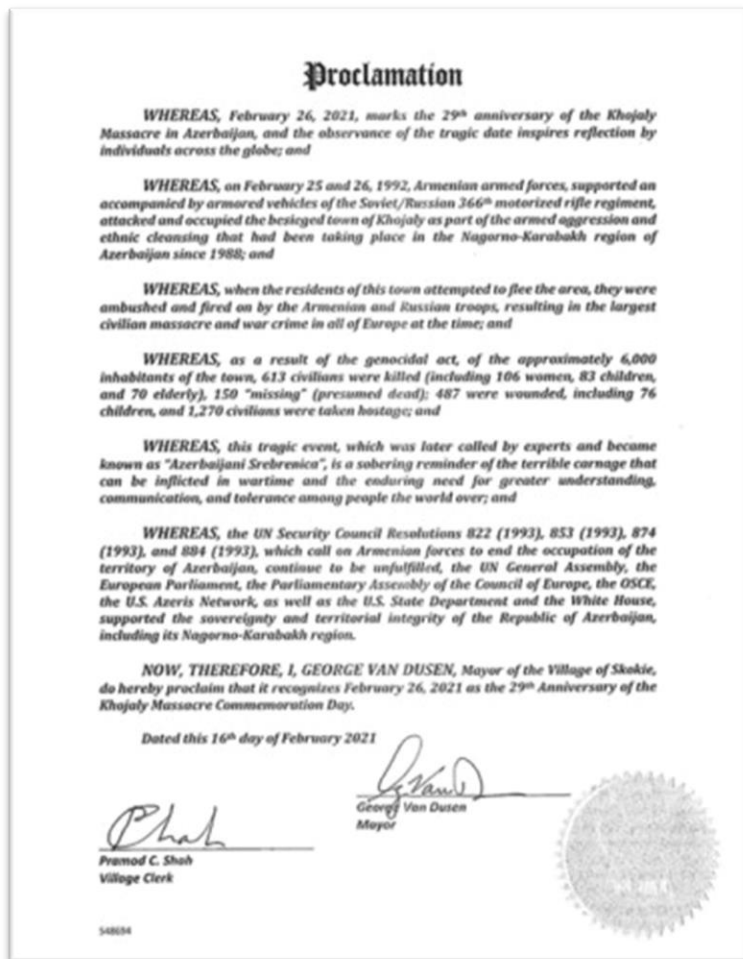 Proclamation
WHEREAS, February 26, 2021, marks the 29th anniversary of the Khojaly
Massacre in Azerbaijan, and the observance of the tragic date inspires reflection by
individuals across the globe; and
WHEREAS, on February 25 and 26, 1992, Armenian armed forces, supported an
accompanied by armored vehicles of the Soviet/Russian 366th motorized rifle regiment,
attacked and occupied the besieged town of Khojaly as part of the armed aggression and
ethnic cleansing that had been taking place in the Nagorno-Karabakh region of
Azerbaijan since 1988; and
WHEREAS, when the residents of this town attempted to flee the area, they were
ambushed and fired on by the Armenian and Russian troops, resulting in the largest
civilian massacre and war crime in all of Europe at the time; and
WHEREAS, as a result of the genocidal act, of the approximately 6,000
inhabitants of the town, 613 civilians were killed (including 106 women, 83 children,
and 70 elderly), 150 "missing" (presumed dead); 487 were wounded, including 76
children, and 1,270 civilians were taken hostage; and
WHEREAS, this tragic event, which was later called by experts and became
known as "Azerbaijani Srebrenica", is a sobering reminder of the terrible carnage that
can be inflicted in wartime and the enduring need for greater understanding,
communication, and tolerance among people the world over; and
WHEREAS, the UN Security Council Resolutions 822 (1993), 853 (1993), 874
(1993), and 884 (1993), which call on Armenian forces to end the occupation of the
territory of Azerbaijan, continue to be unfulfilled, the UN General Assembly, the
European Parliament, the Parliamentary Assembly of the Council of Europe, the OSCE,
the U.S. Azeris Network, as well as the U.S. State Department and the White House,
supported the sovereignty and territorial integrity of the Republic of Azerbaijan,
including its Nagorno-Karabakh region.
NOW, THEREFORE, I, GEORGE VAN DUSEN, Mayor of the Village of Skokie,
do hereby proclaim that it recognizes February 26, 2021 as the 29th Anniversary of the
Khojaly Massacre Commemoration Day.
Dated this 16th day of February 2021
George Van Dusen
Mayor
Pramod C. Shah
Village Clerk
548694